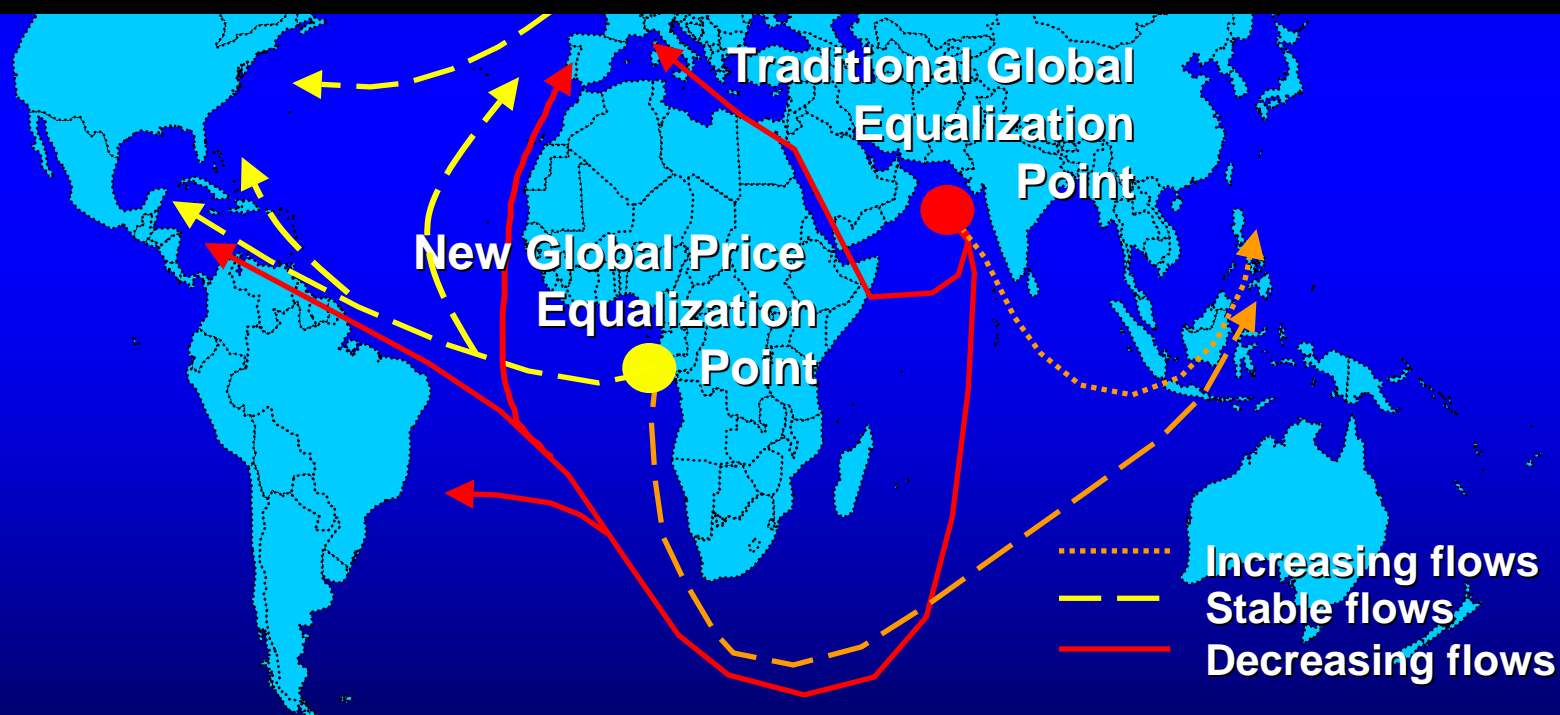 Traditional Global
Equalization
Point
New Global Price
Equalization
Point
Increasing flows
Stable flows
Decreasing flows